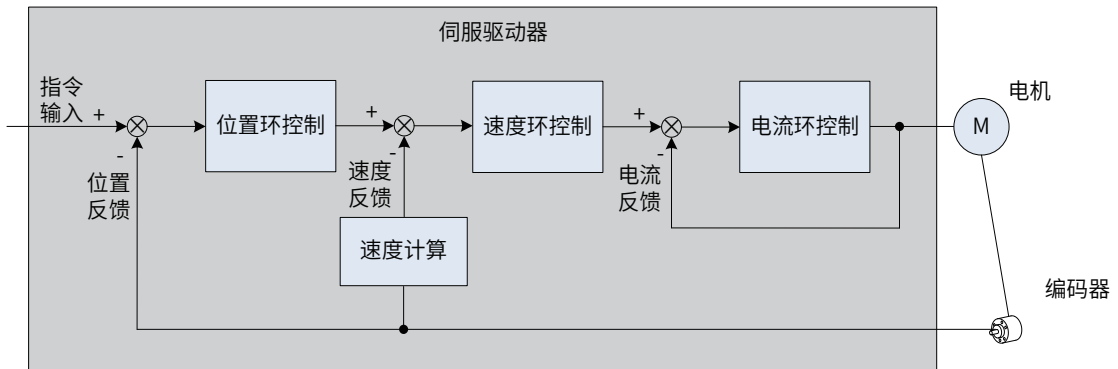 伺服驱动器
指令
输入
+
-
位置
反馈
位置环控制
+
-
速度
反馈
速度计算
速度环控制
+
-
电流
反馈
电流环控制
电机
M
编码器